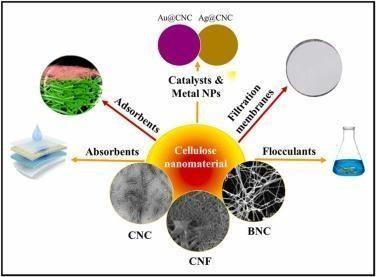 Au@CNC Ag@CNC
Catalysts &
Metal NPs
Adsorbents
Filtration
membranes
Absorbents
Cellulose
nanomaterial
Flocculants
CNC
CNF
BNC